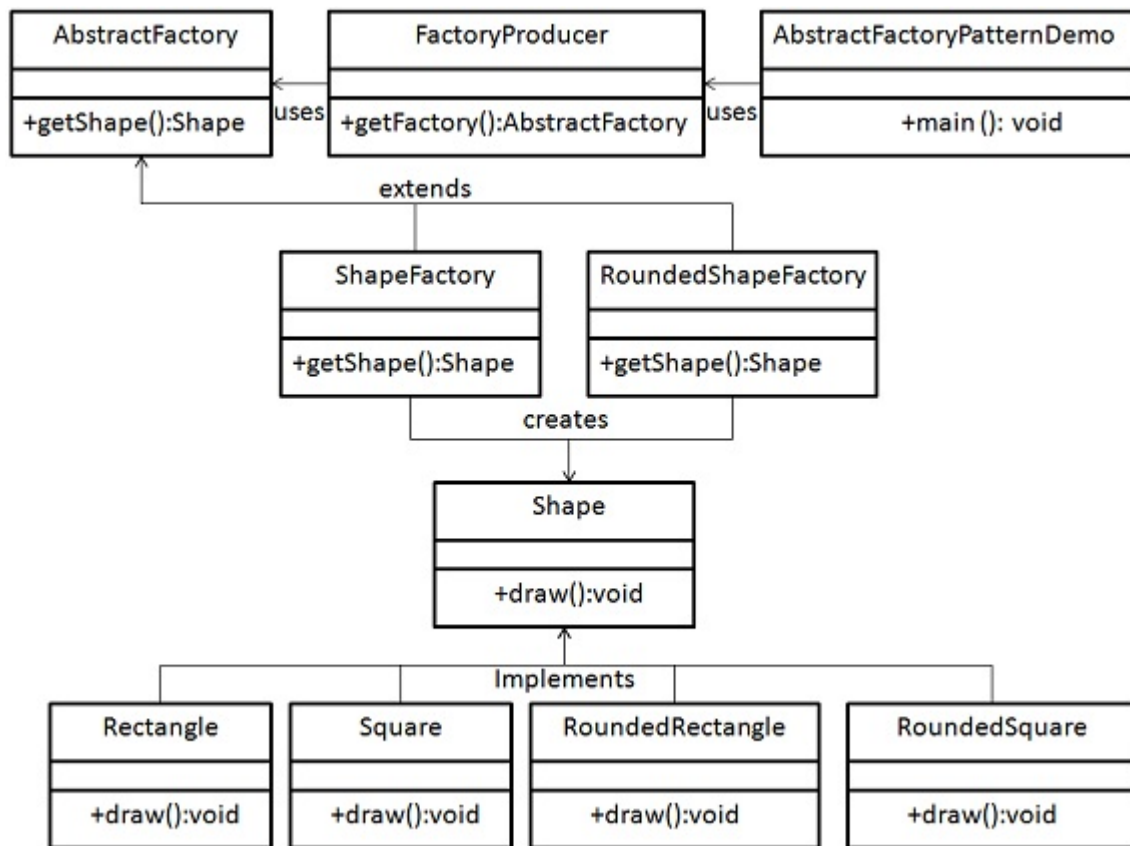 AbstractFactory
+getShape():Shape
uses
FactoryProducer
+getFactory():AbstractFactory
uses
AbstractFactoryPatternDemo
+main(): void
extends
ShapeFactory
+getShape():Shape
RoundedShapeFactory
+getShape():Shape
creates
Shape
+draw():void
Implements
Rectangle
+draw():void
Square
+draw():void
RoundedRectangle
+draw():void
RoundedSquare
+draw():void